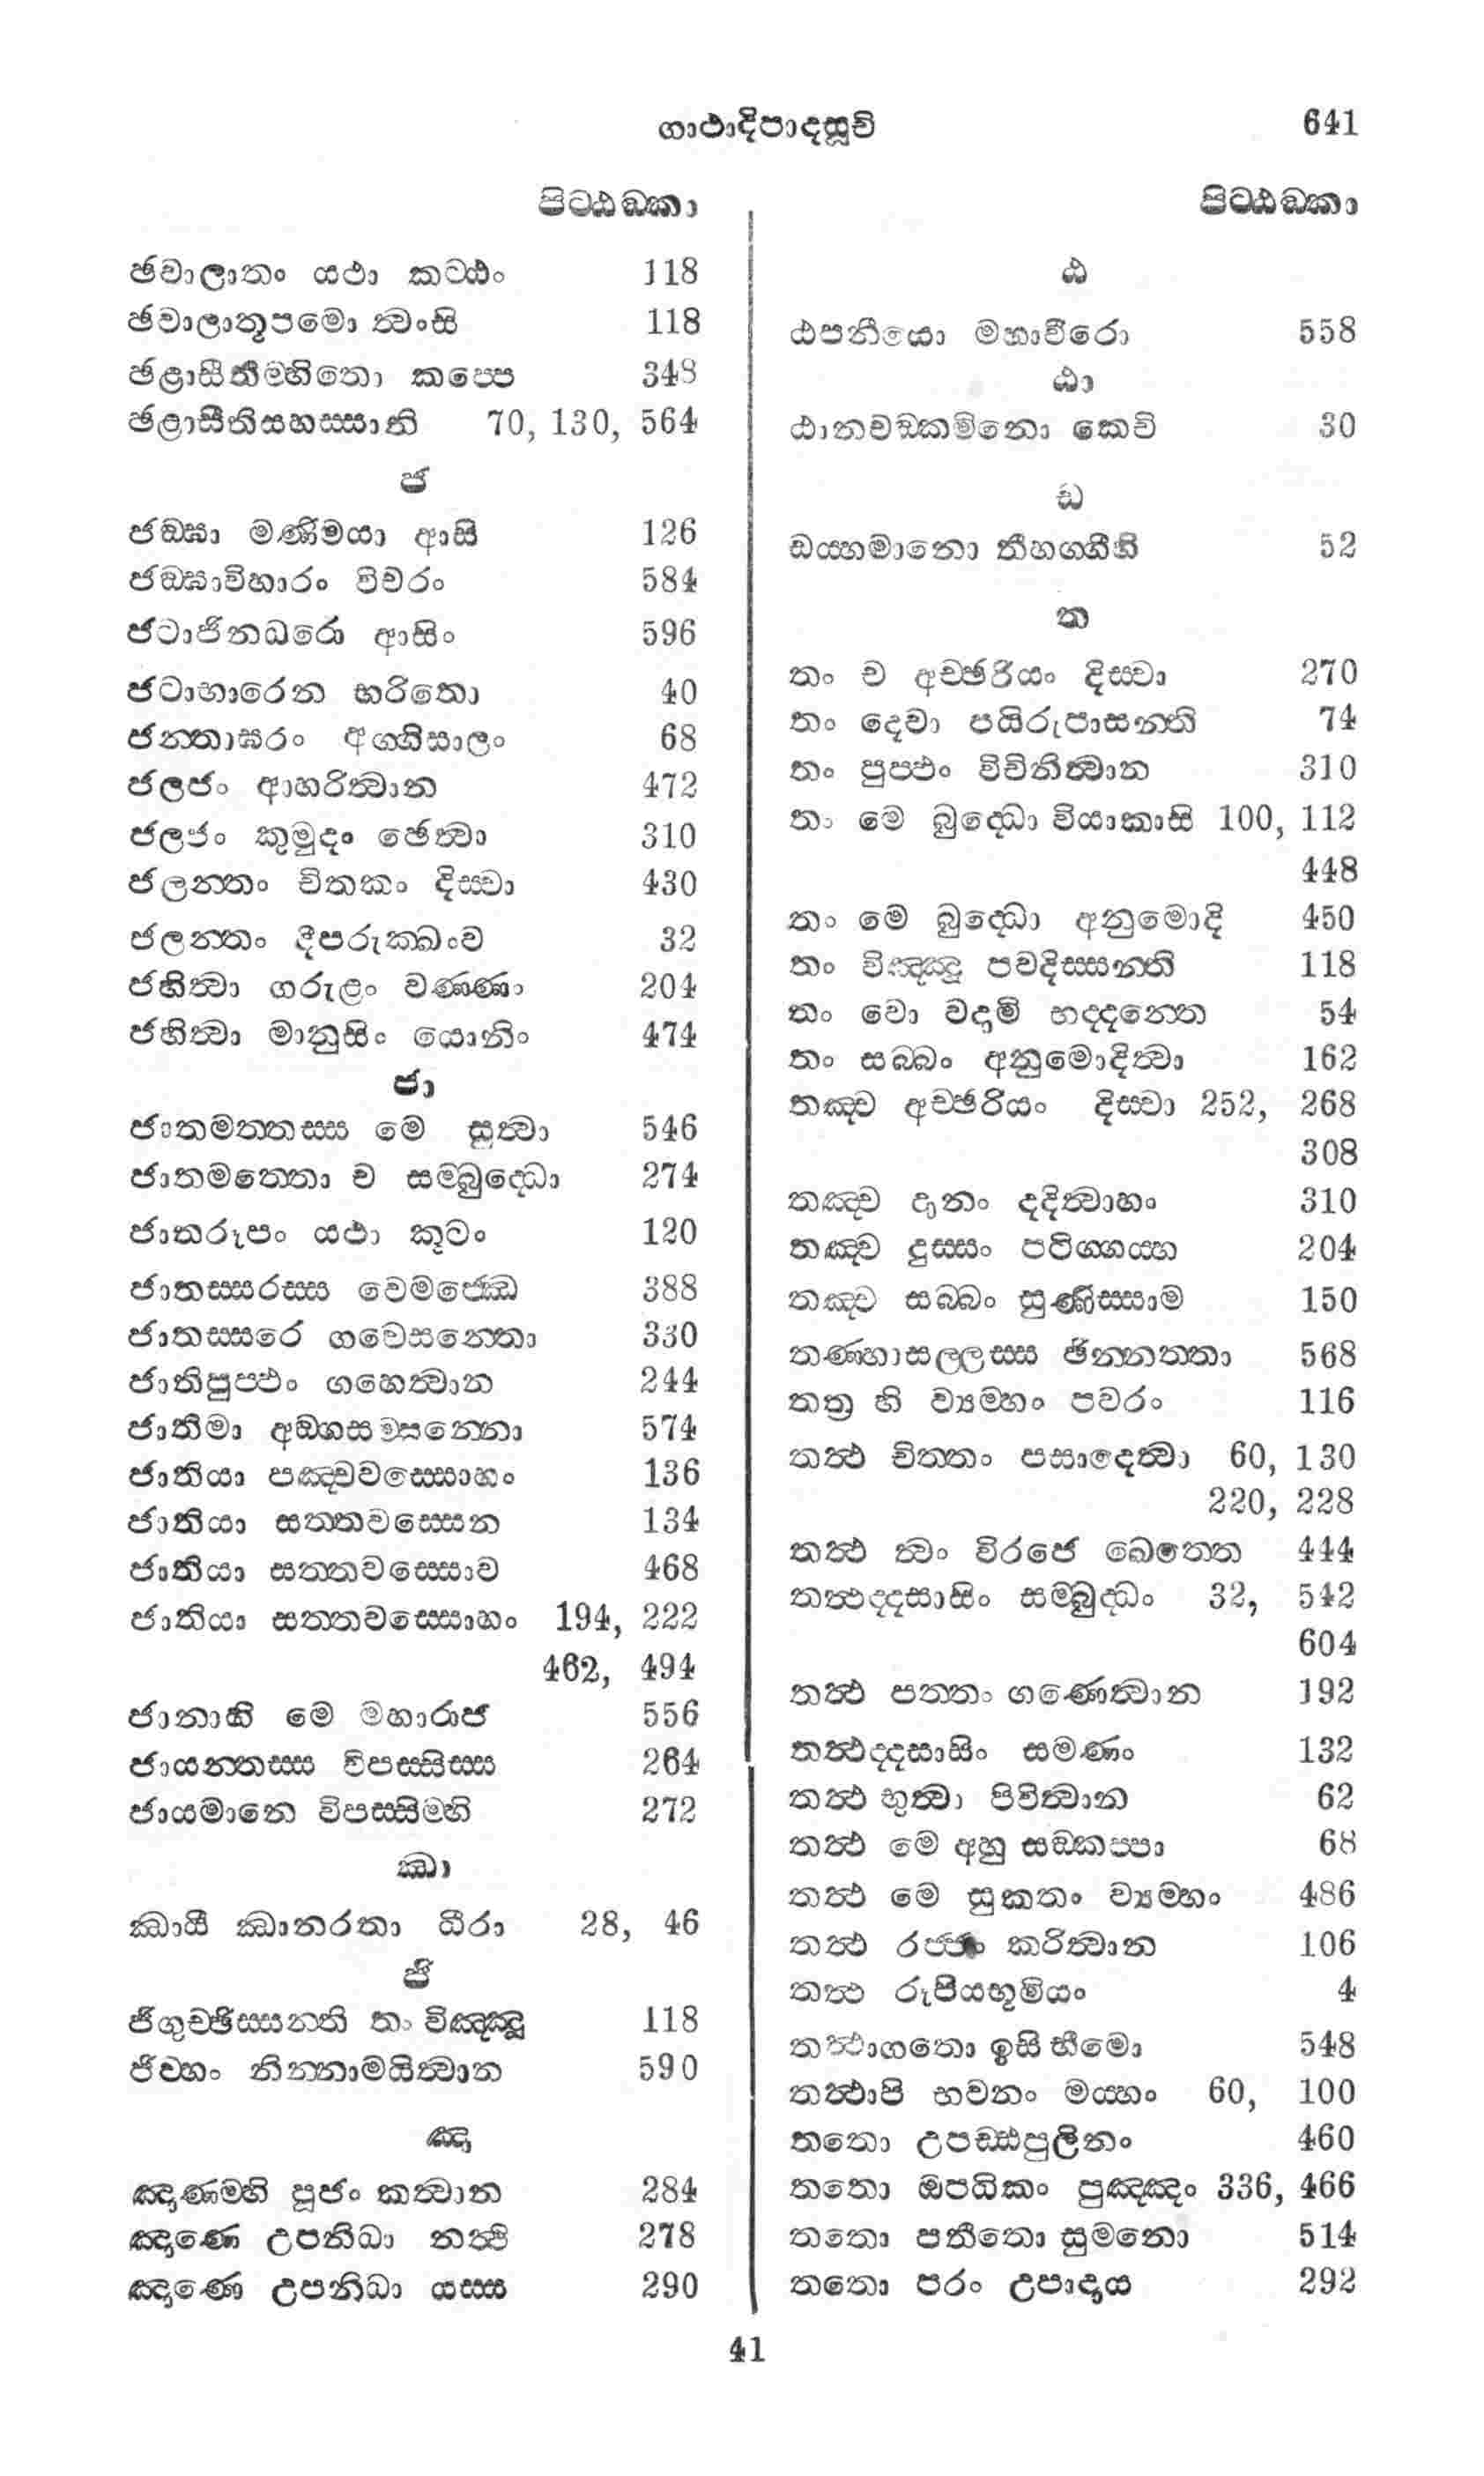 ගාථාදිපාදසූචි 641
පිට්ඨඞ්කා
ඡවාලාතං යථා කට්ඨං 118
ඡවාලාතූපමො ත්වංසි 118
ඡළාසීතිම්හිතො කප්පෙ 348
ඡළාසීතිසහස්සානි 70, 130, 564
ජ
ජඞ්ඝා මණිමයා ආසි 126
ජඞ්ඝාවිහාරං විචරං 584
ජටාජිනධරො ආසිං 596
ජටාභාරෙන භරිතො 40
ජන්තාඝරං අග්ගිසාලං 68
ජලජං ආහරිත්වාන 472
ජලජං කුමුදං ඡෙත්වා 310
ජලන්තං චිතකං දිස්වා 430
ජලන්තං දීපරුක්ඛංව 32
ජහිත්වා ගරුළං වණ්ණං 204
ජහිත්වා මානුසිං යොනිං 474
ජා
ජාතමත්තස්ස මෙ සුත්වා 546
ජාතමත්තො ච සම්බුද්ධො 274
ජාතරූපං යථා කූටං 120
ජාතස්සරස්ස වෙමජ්ඣෙ 388
ජාතස්සරෙ ගවෙසන්තො 330
ජාතිපුප්ඵං ගහෙත්වාන 244
ජාතිමා අඞ්ගසම්පන්නො 574
ජාතියා පඤ්චවස්සොහං 136
ජාතියා සත්තවස්සෙන 134
ජාතියා සත්තවස්සොව 468
ජාතියා සත්තවස්සොහං 194, 222
462, 494
ජානාහි මෙ මහාරාජ 556
ජායන්තස්ස විපස්සිස්ස 264
ජායමානෙ විපස්සිම්හි 272
ඣා
ඣායී ඣානරතා ධීරා 28, 46
ජි
ජිගුච්ඡිස්සන්ති තං විඤ්ඤූ 118
ජිව්හං නින්නාමයිත්වාන 590
ඤා
ඤාණම්හි පූජං කත්වාන 284
ඤාණෙ උපනිධා නත්ථි 278
ඤාණෙ උපනිධා යස්ස 290
පිට්ඨඞ්කා
ඨ
ඨපනීයො මහාවීරො 558
ඨා
ඨානචඞ්කමිනො කෙචි 30
ඩ
ඩය්හමානො තීහග්ගීහි 52
ත
තං ච අච්ඡරියං දිස්වා 270
තං දෙවා පයිරුපාසන්ති 74
තං පුප්ඵං විචිනිත්වාන 310
තං මෙ බුද්ධො වියාකාසි 100, 112
448
තං මෙ බුද්ධො අනුමොදි 450
තං විඤ්ඤූ පවදිස්සන්ති 118
තං වො වදාමි භද්දන්තෙ 54
තං සබ්බං අනුමොදිත්වා 162
තඤ්ච අච්ඡරියං දිස්වා 252, 268
308
තඤ්ච දානං දදිත්වාහං 310
තඤ්ච දුස්සං පටිග්ගය්හ 204
තඤ්ච සබ්බං සුණිස්සාම 150
තණ්හාසල්ලස්ස ඡින්නත්තා 568
තත්‍ර හි ව්‍යම්හං පවරං 116
තත්ථ චිත්තං පසාදෙත්වා 60, 130
220, 228
තත්ථ ත්වං විරජෙ ඛෙත්තෙ 444
තත්ථද්දසාසිං සම්බුද්ධං 32, 542
604
තත්ථ පත්තං ගණෙත්වාන 192
තත්ථද්දසාසිං සමණං 132
තත්ථ භුත්වා පිවිත්වාන 62
තත්ථ මෙ අහු සඞ්කප්පො 68
තත්ථ මෙ සුකතං ව්‍යම්හං 486
තත්ථ රජ්ජං කරිත්වාන 106
තත්ථ රූපියභූමියං 4
තත්ථාගතො ඉසි භීමො 548
තත්ථාපි භවනං මය්හං 60, 100
තතො උපඩ්ඪපුලිනං 460
තතො ඔපධිකං පුඤ්ඤං 336, 466
තතො පතීතො සුමනො 514
තතො පරං උපාදාය 292
41